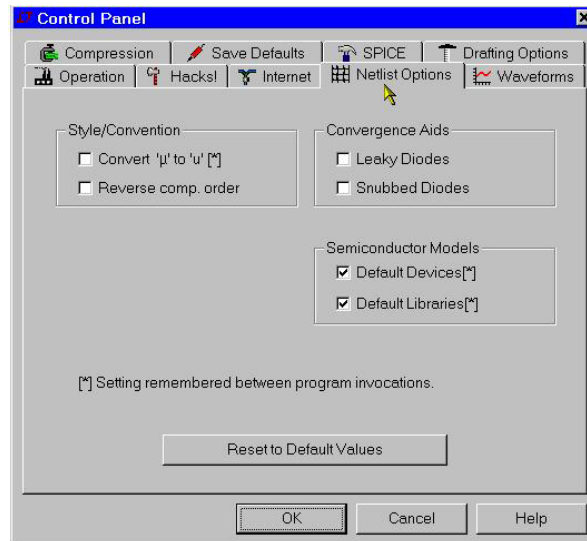 Control Panel
Compression Save Defaults SPICE Drafting Options
Operation Hacks! Internet Netlist Options Waveforms
Style/Convention
Convert 'µ' to 'u' [*]
Reverse comp. order
Convergence Aids
Leaky Diodes
Snubbed Diodes
Semiconductor Models
Default Devices[*]
Default Libraries[*]
[*] Setting remembered between program invocations.
Reset to Default Values
OK Cancel Help